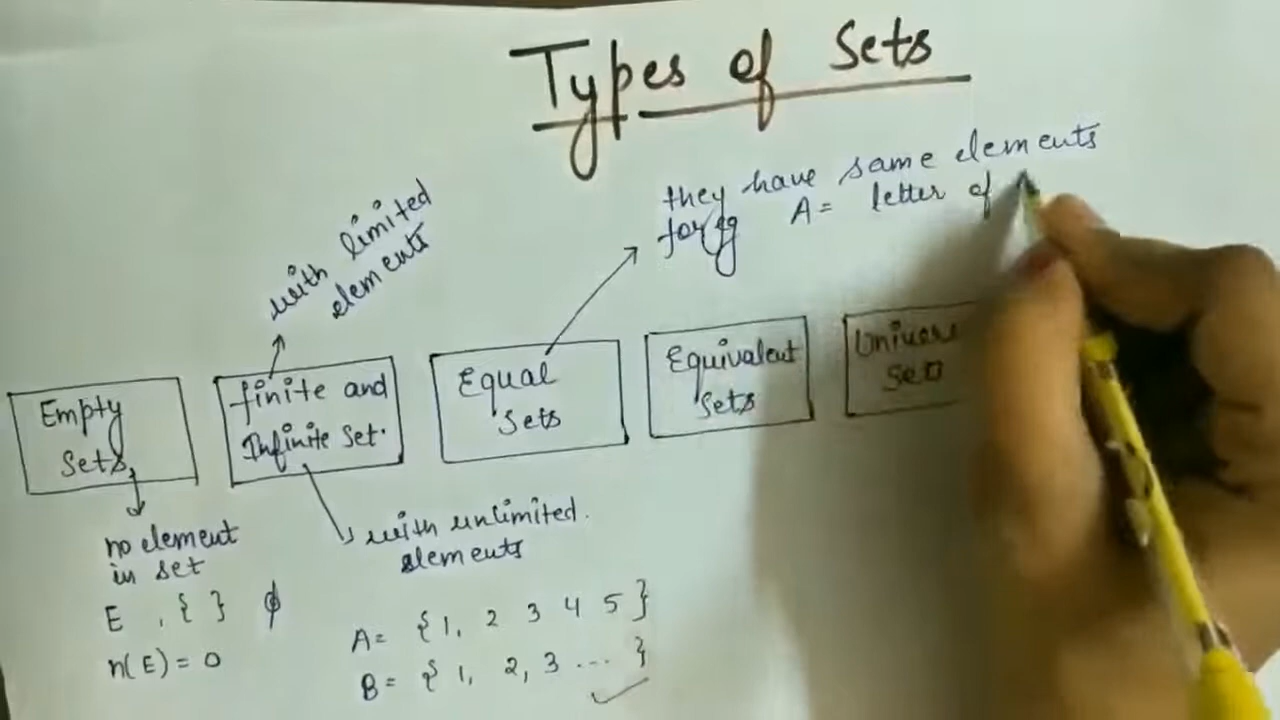 Types of Sets
they have same elements
for eg A= letter of
with limited
elements
Empty
Sets
finite and
Infinite Set.
Equal
Sets
Equivalent
Sets
no element
in set
E , { } ϕ
n(E) = 0
with unlimited.
elements
A= {1, 2 3 4 5}
B= {1, 2, 3 ... }